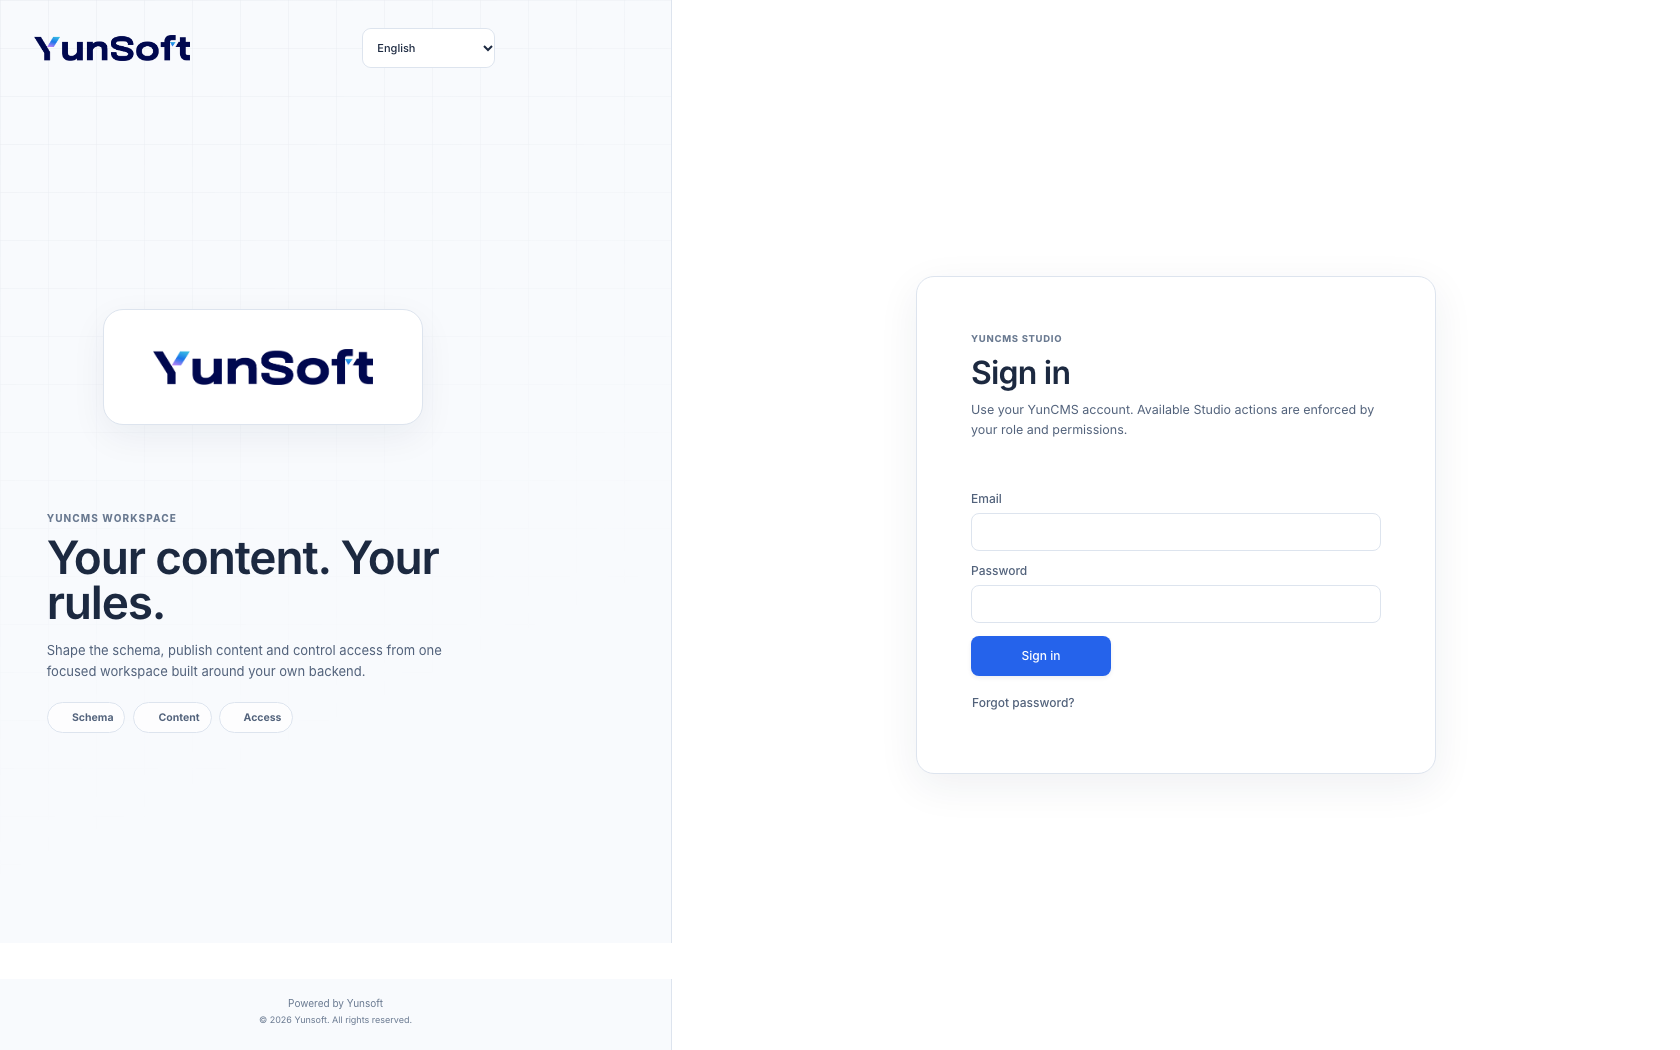 YunSoft
English
YunSoft
YUNCMS WORKSPACE
Your content. Your
rules.
Shape the schema, publish content and control access from one
focused workspace built around your own backend.
Schema
Content
Access
Powered by Yunsoft
© 2026 Yunsoft. All rights reserved.
YUNCMS STUDIO
Sign in
Use your YunCMS account. Available Studio actions are enforced by
your role and permissions.
Email
Password
Sign in
Forgot password?